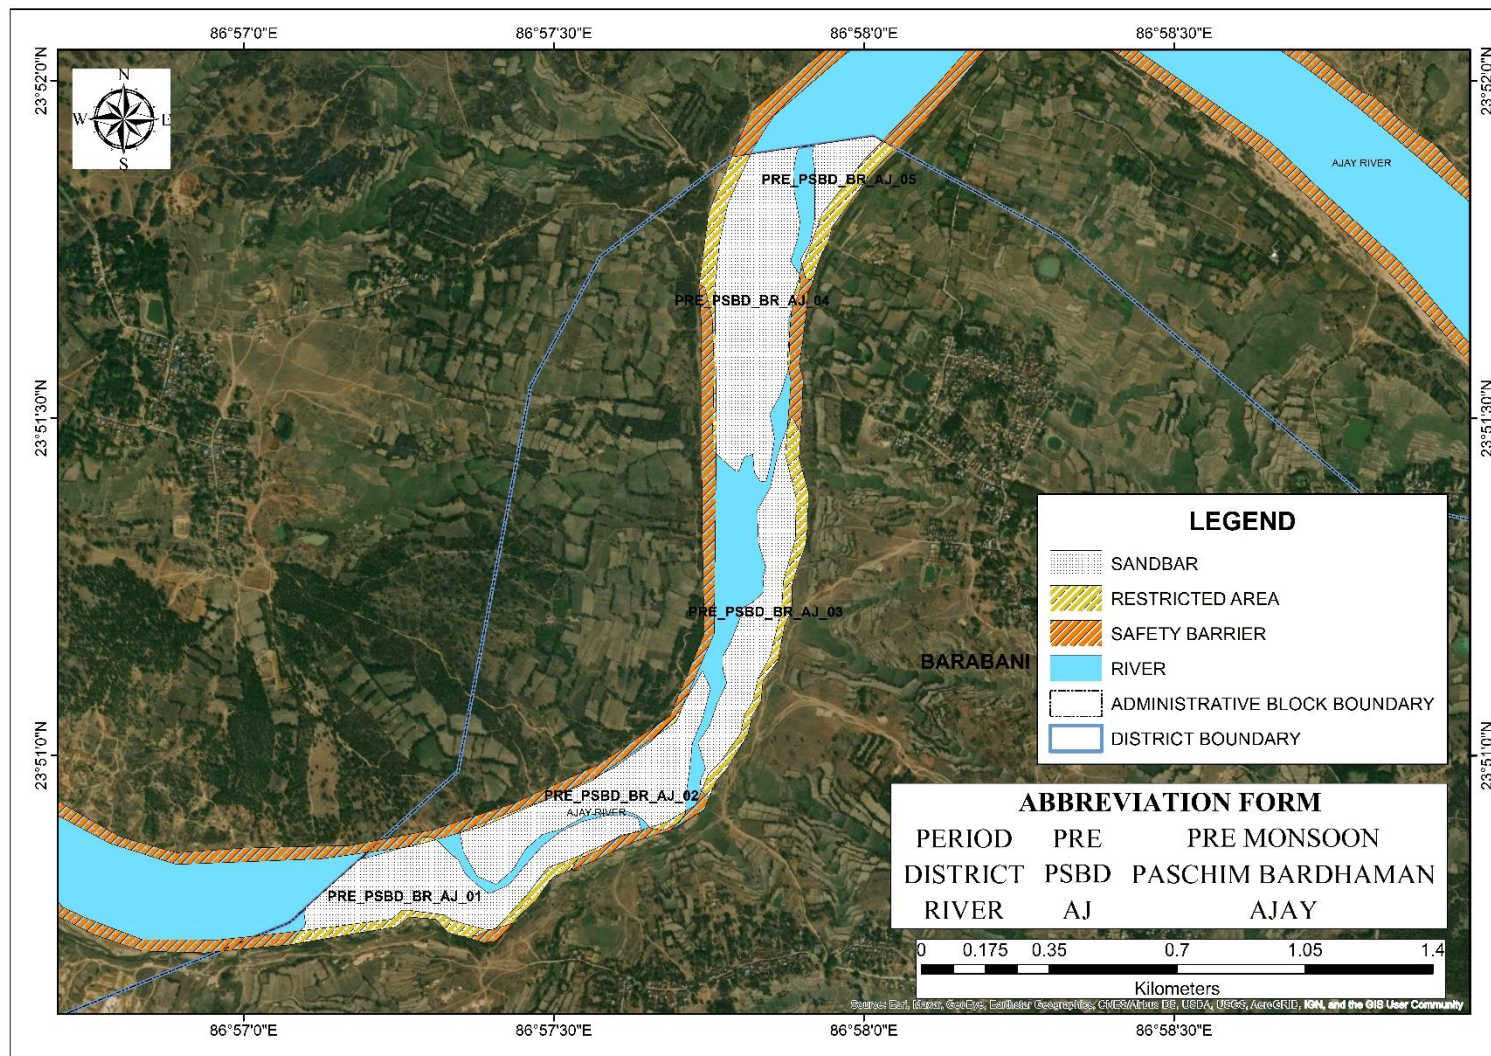 86°57'0"E
86°57'30"E
86°58'0"E
86°58'30"E
23°52'0"N
23°52'0"N
N
W
E
S
AJAY RIVER
PRE_PSBD_BR_AJ_05
PRE_PSBD_BR_AJ_04
23°51'30"N
23°51'30"N
PRE_PSBD_BR_AJ_03
BARABANI
LEGEND
SANDBAR
RESTRICTED AREA
SAFETY BARRIER
RIVER
ADMINISTRATIVE BLOCK BOUNDARY
DISTRICT BOUNDARY
23°51'0"N
23°51'0"N
PRE_PSBD_BR_AJ_02
AJAY RIVER
PRE_PSBD_BR_AJ_01
ABBREVIATION FORM
PERIOD PRE PRE MONSOON
DISTRICT PSBD PASCHIM BARDHAMAN
RIVER AJ AJAY
0 0.175 0.35 0.7 1.05 1.4
Kilometers
Source: Esri, Maxar, GeoEye, Earthstar Geographics, CNES/Airbus DS, USDA, USGS, AeroGRID, IGN, and the GIS User Community
86°57'0"E
86°57'30"E
86°58'0"E
86°58'30"E